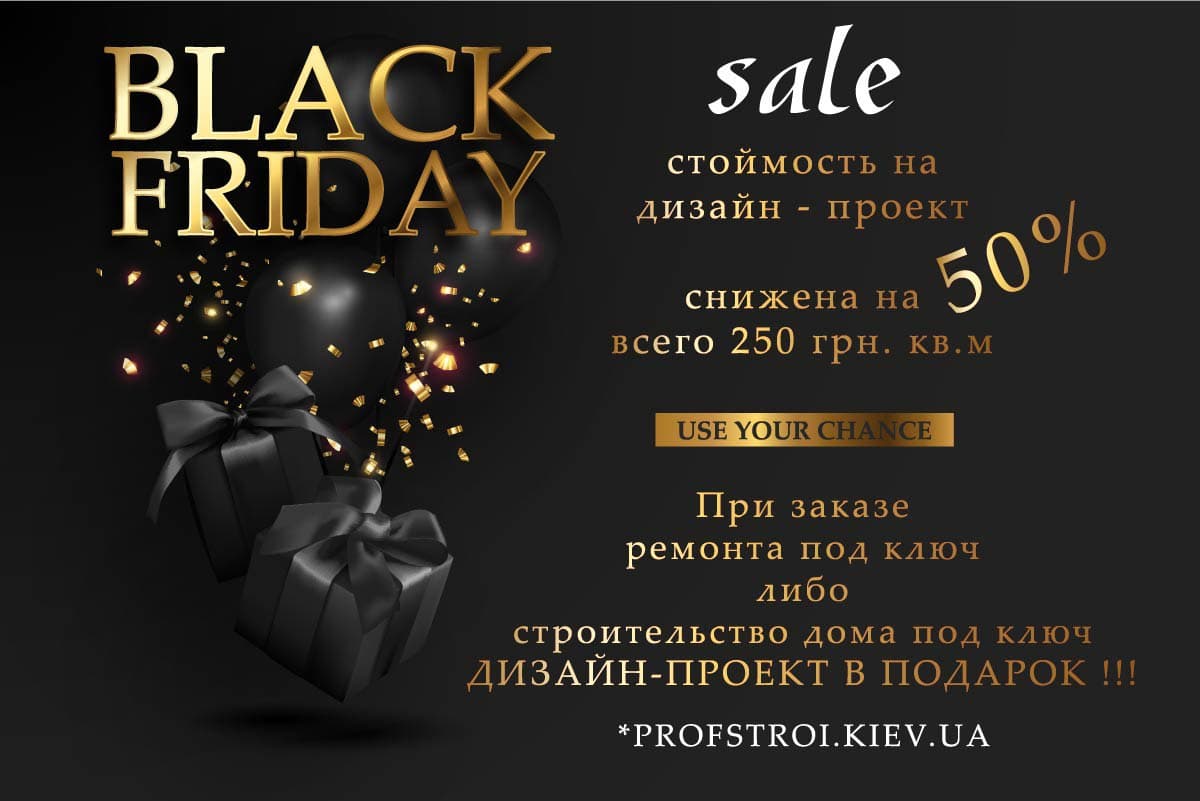 BLACK
FRIDAY
sale
стоймость на
дизайн - проект
снижена на 50%
всего 250 грн. кв.м
USE YOUR CHANCE
При заказе
ремонта под ключ
либо
строительство дома под ключ
ДИЗАЙН-ПРОЕКТ В ПОДАРОК !!!
*PROFSTROI.KIEV.UA